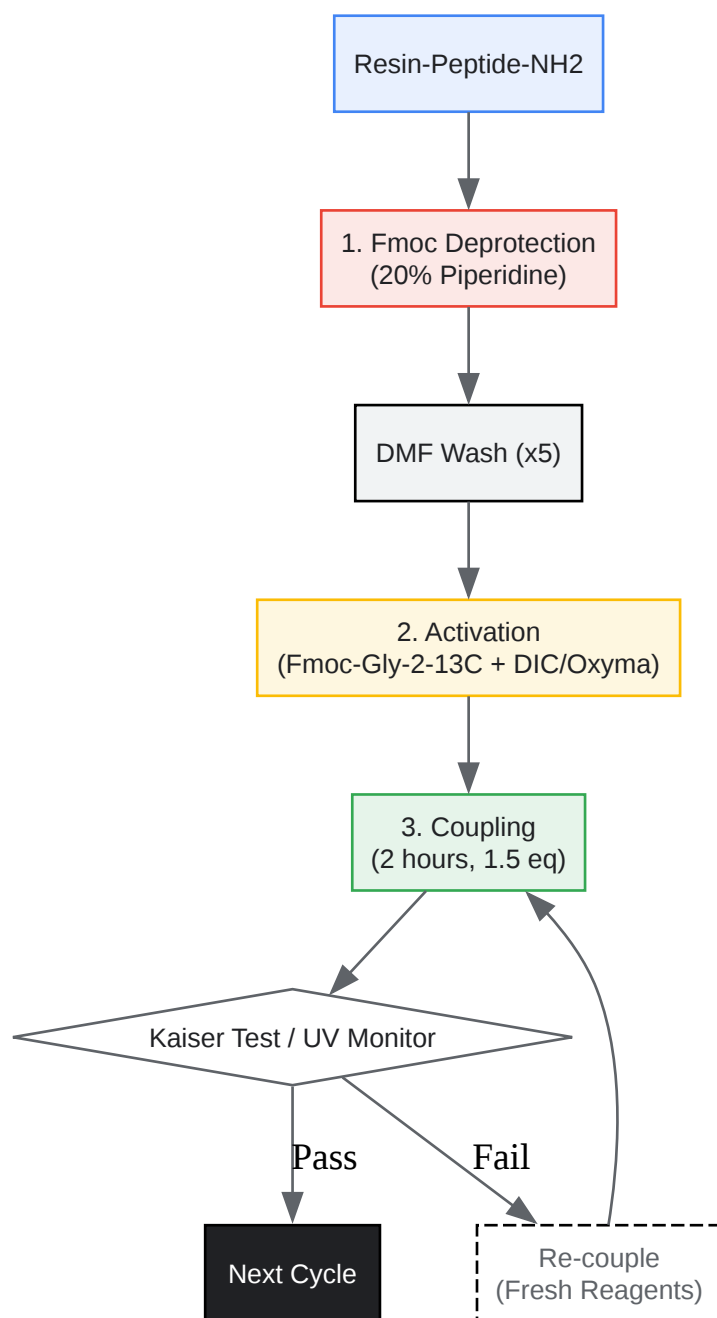 Resin-Peptide-NH2
1. Fmoc Deprotection
(20% Piperidine)
DMF Wash (x5)
2. Activation
(Fmoc-Gly-2-13C + DIC/Oxyma)
3. Coupling
(2 hours, 1.5 eq)
Kaiser Test / UV Monitor
Pass
Fail
Next Cycle
Re-couple
(Fresh Reagents)